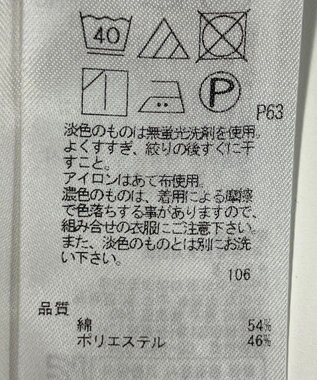 40
P
P63
淡色のものは無蛍光洗剤を使用。
よくすすぎ、絞りの後すぐに干
すこと。
アイロンはあて布使用。
濃色のものは、着用による摩擦
で色落ちする事がありますので、
組み合せの衣服にご注意下さい。
また、淡色のものとは別にお洗
い下さい。
106
品質
綿 54%
ポリエステル 46%